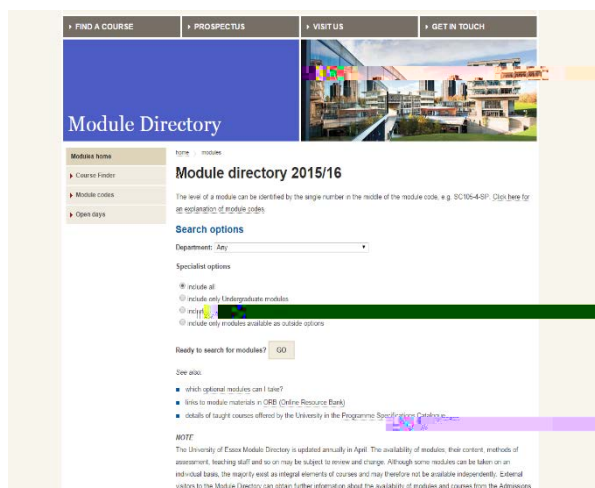 FIND A COURSE
PROSPECTUS
VISIT US
GET IN TOUCH
Module Directory
home modules
Modules home
Course Finder
Module codes
Open days
Module directory 2015/16
The level of a module can be identified by the single number in the middle of the module code, e.g. SC105-4-SP. Click here for
an explanation of module codes.
Search options
Department: Any
Specialist options
include all
include only Undergraduate modules
include only modules available as outside options
Ready to search for modules? GO
See also:
which optional modules can I take?
links to module materials in ORB (Online Resource Bank)
details of taught courses offered by the University in the Programme Specifications Catalogue
NOTE
The University of Essex Module Directory is updated annually in April. The availability of modules, their content, methods of
assessment, teaching staff and so on may be subject to review and change. Although some modules can be taken on an
individual basis, the majority exist as integral elements of courses and may therefore not be available independently. External
visitors to the Module Directory can obtain further information about the availability of modules and courses from the Admissions